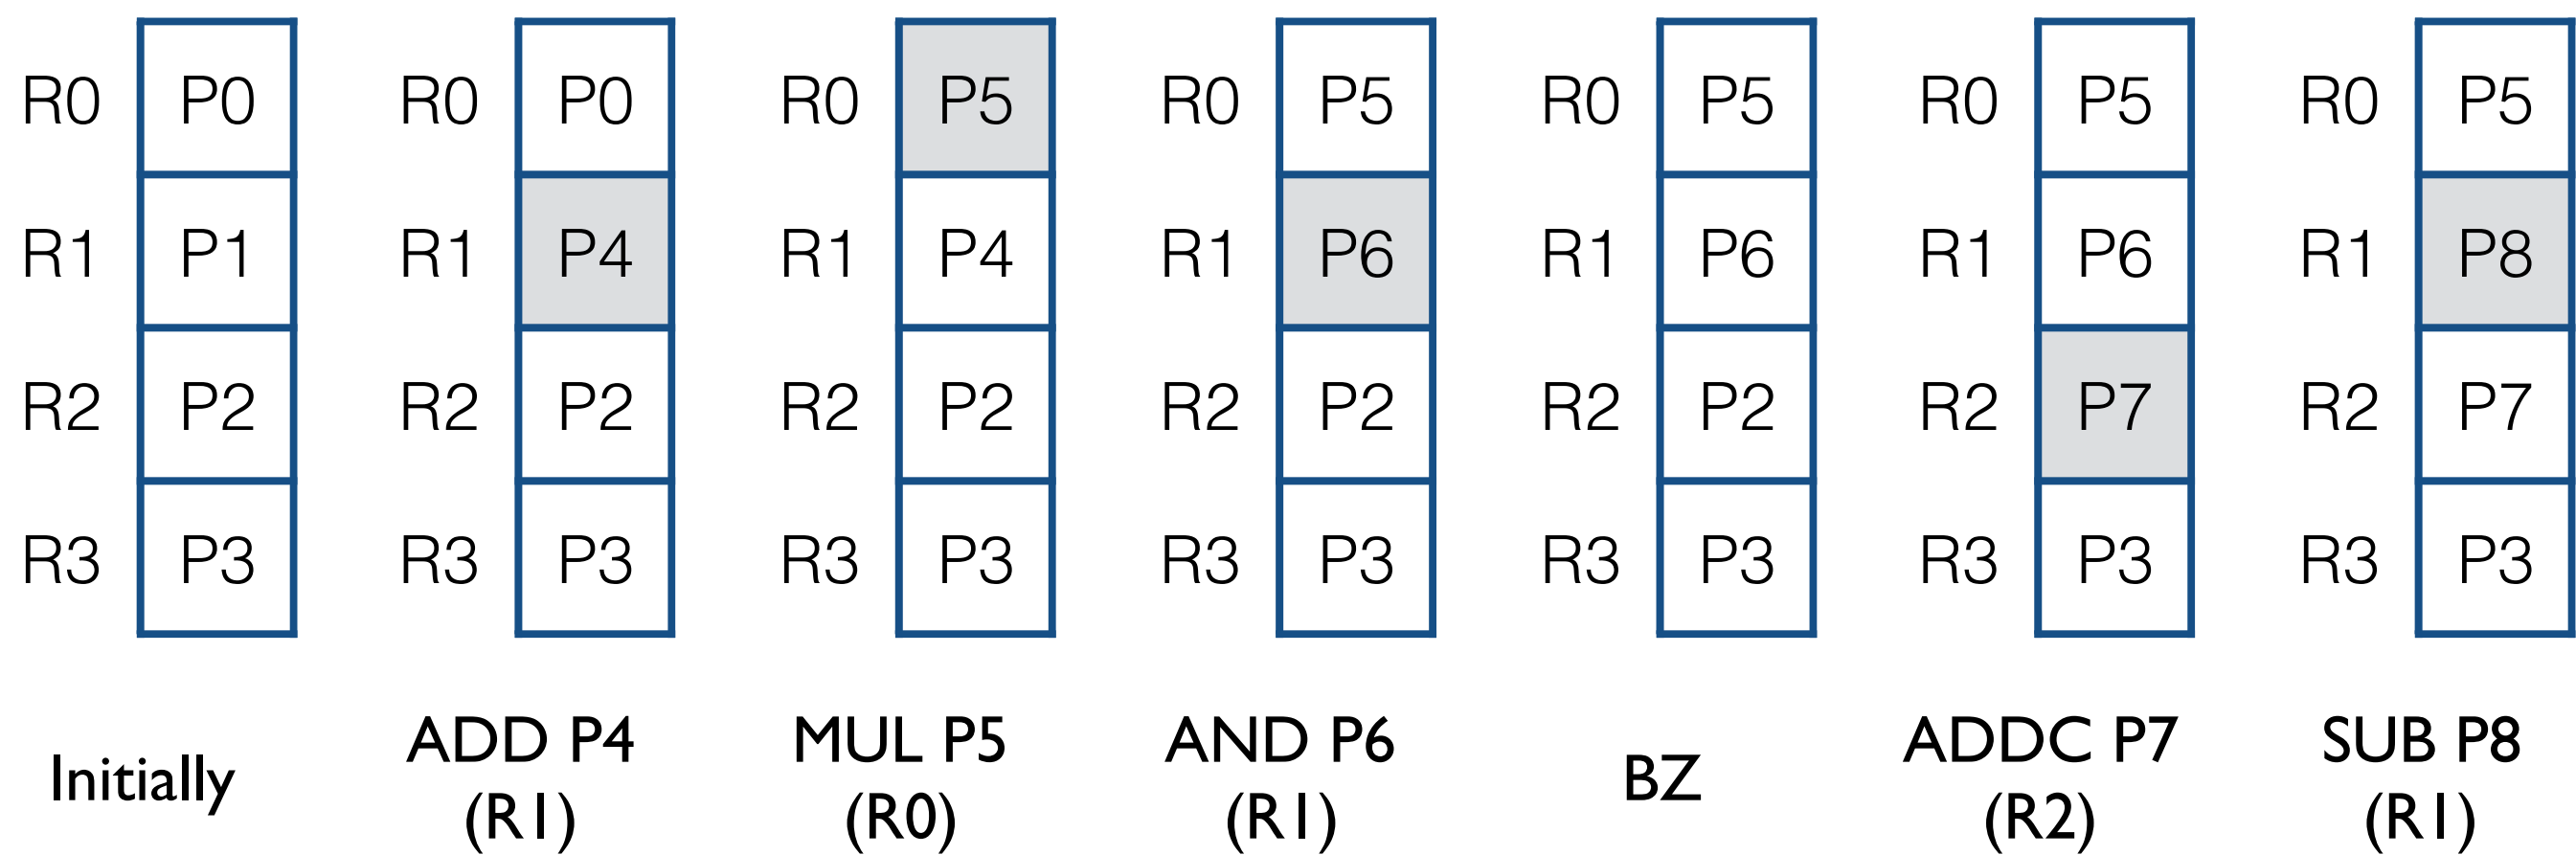 R0 P0 R0 P0 R0 P5 R0 P5 R0 P5 R0 P5 R0 P5
R1 P1 R1 P4 R1 P4 R1 P6 R1 P6 R1 P6 R1 P8
R2 P2 R2 P2 R2 P2 R2 P2 R2 P2 R2 P7 R2 P7
R3 P3 R3 P3 R3 P3 R3 P3 R3 P3 R3 P3 R3 P3
Initially
ADD P4
(R1)
MUL P5
(R0)
AND P6
(R1)
BZ
ADDC P7
(R2)
SUB P8
(R1)